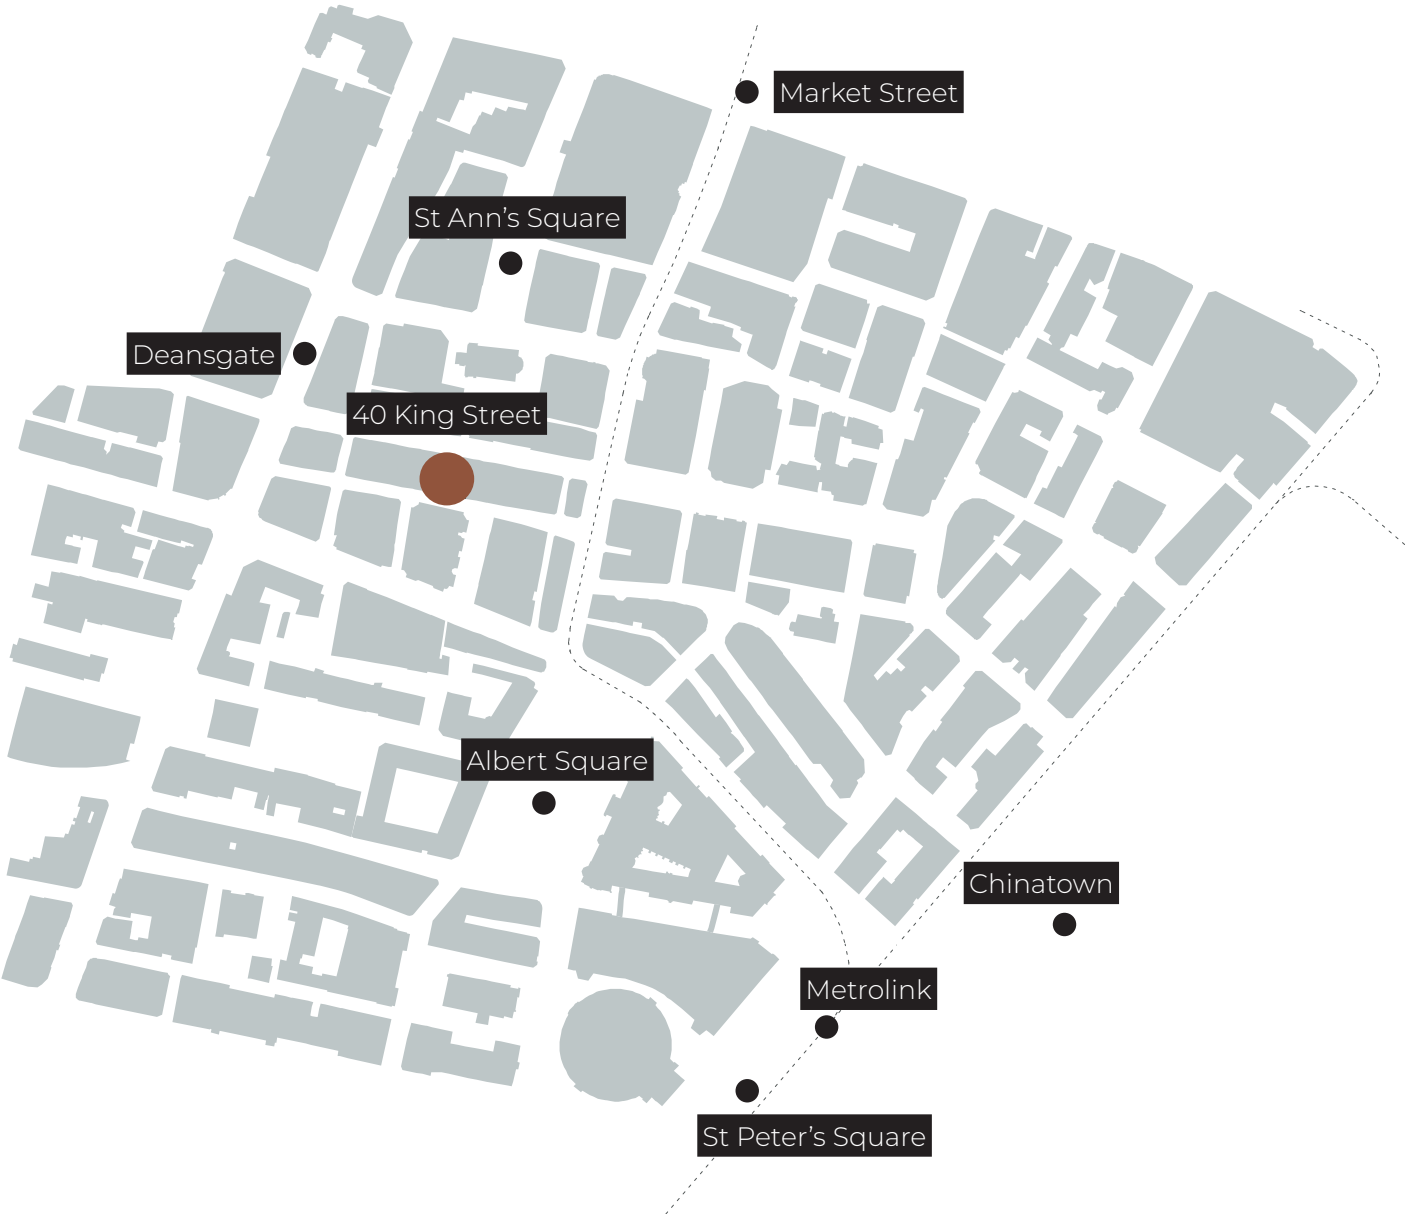 Market Street
St Ann’s Square
Deansgate
40 King Street
Albert Square
Chinatown
Metrolink
St Peter’s Square